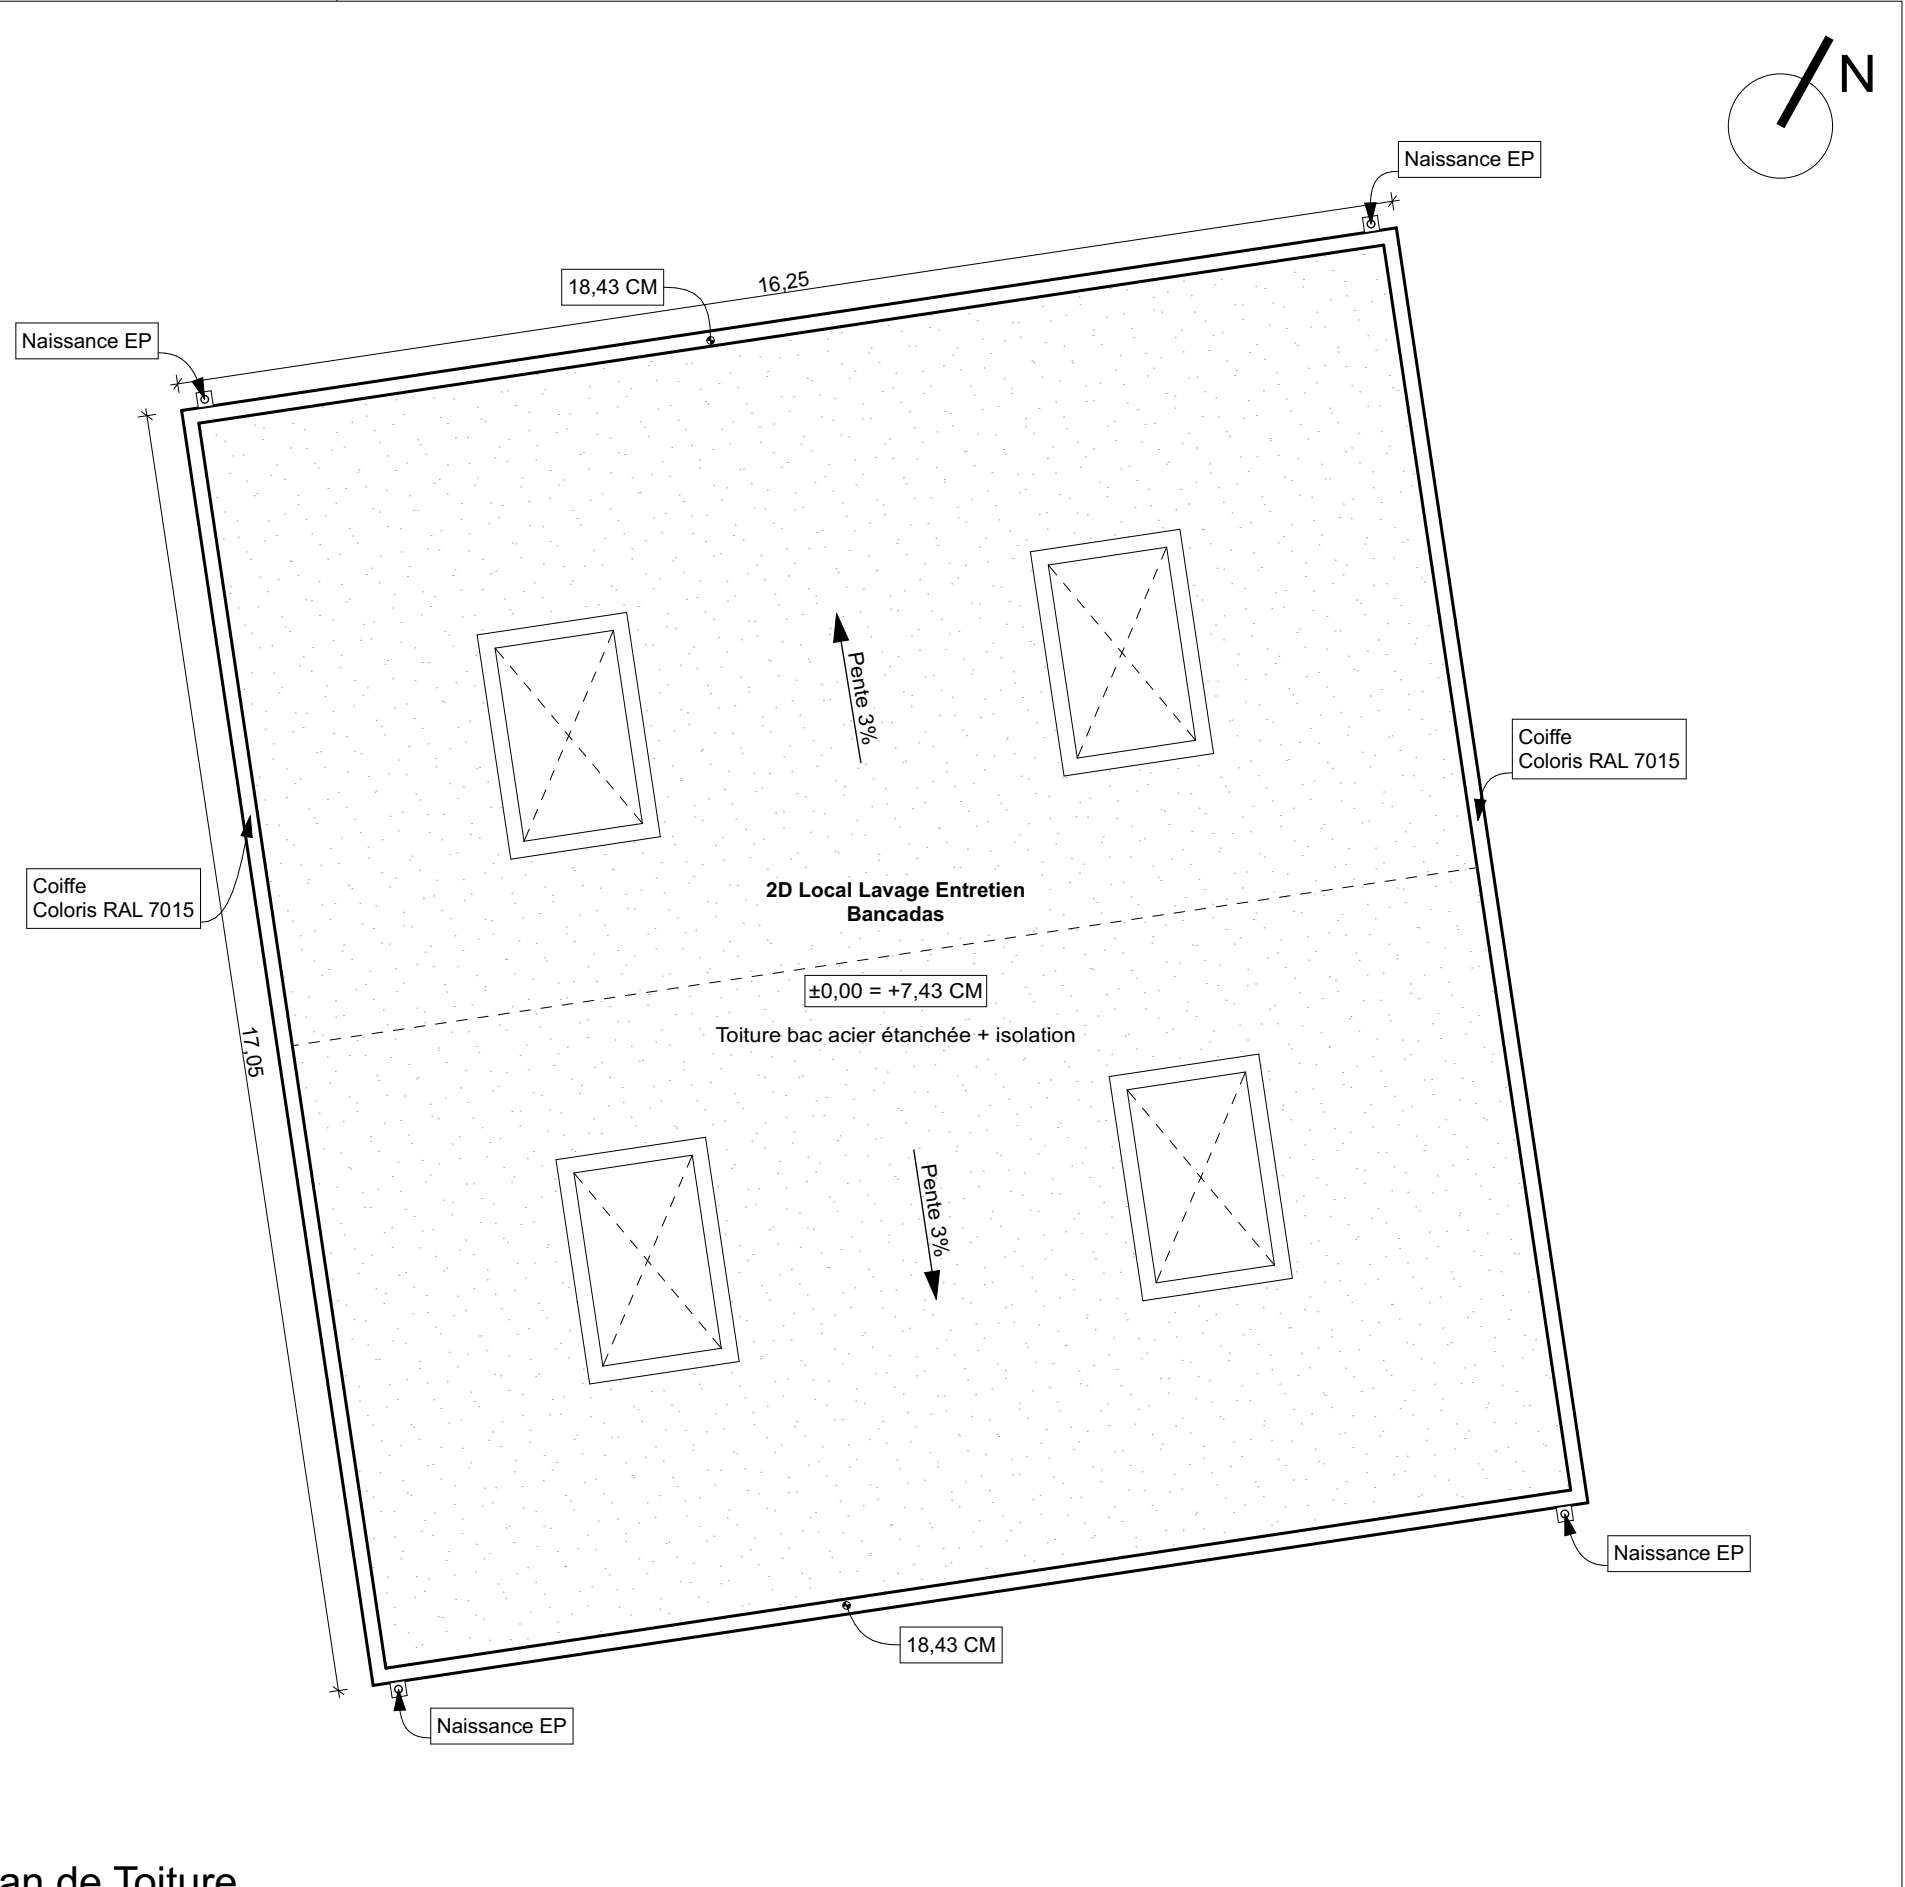 N
Naissance EP
16,25
18,43 CM
Naissance EP
Pente 3%
Coiffe
Coloris RAL 7015
Coiffe
Coloris RAL 7015
2D Local Lavage Entretien
Bancadas
±0,00 = +7,43 CM
Toiture bac acier étanchée + isolation
17,05
Pente 3%
Naissance EP
18,43 CM
Naissance EP
an de Toiture